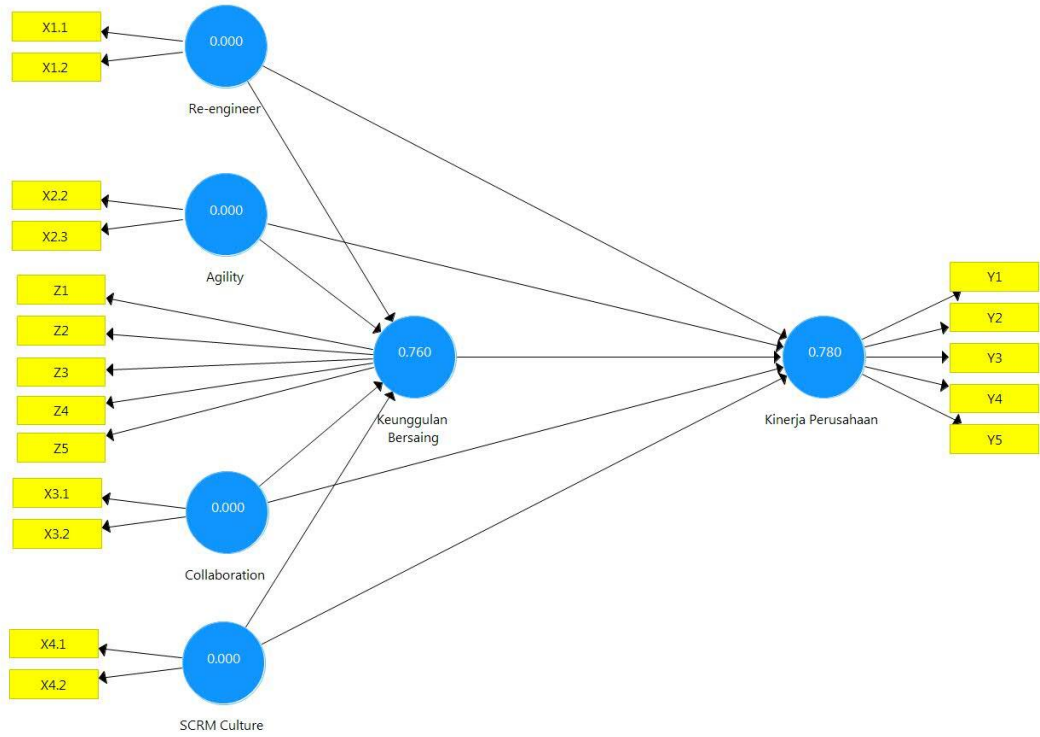 X1.1
X1.2
0.000
Re-engineer
X2.2
X2.3
0.000
Agility
Z1
Z2
Z3
Z4
Z5
0.760
Keunggulan
Bersaing
0.780
Kinerja Perusahaan
Y1
Y2
Y3
Y4
Y5
X3.1
X3.2
0.000
Collaboration
X4.1
X4.2
0.000
SCRM Culture